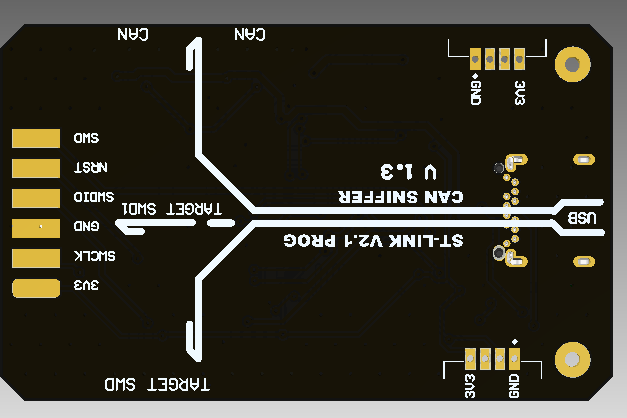 CAN
CAN
GND
3V3
SWD
NRST
SWDIO
GND
SWCLK
3V3
V 1.3
CAN SNIFFER
TARGET SWD1
USB
ST-LINK V2.1 PROG
TARGET SWD
3V3
GND